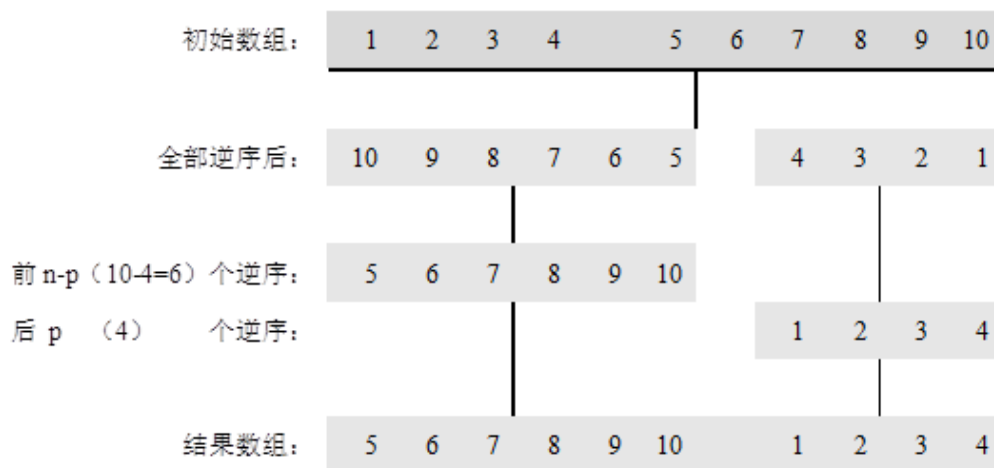 初始数组： 1 2 3 4 5 6 7 8 9 10
全部逆序后： 10 9 8 7 6 5 4 3 2 1
前 n-p（10-4=6）个逆序： 5 6 7 8 9 10
后 p （4） 个逆序： 1 2 3 4
结果数组： 5 6 7 8 9 10 1 2 3 4